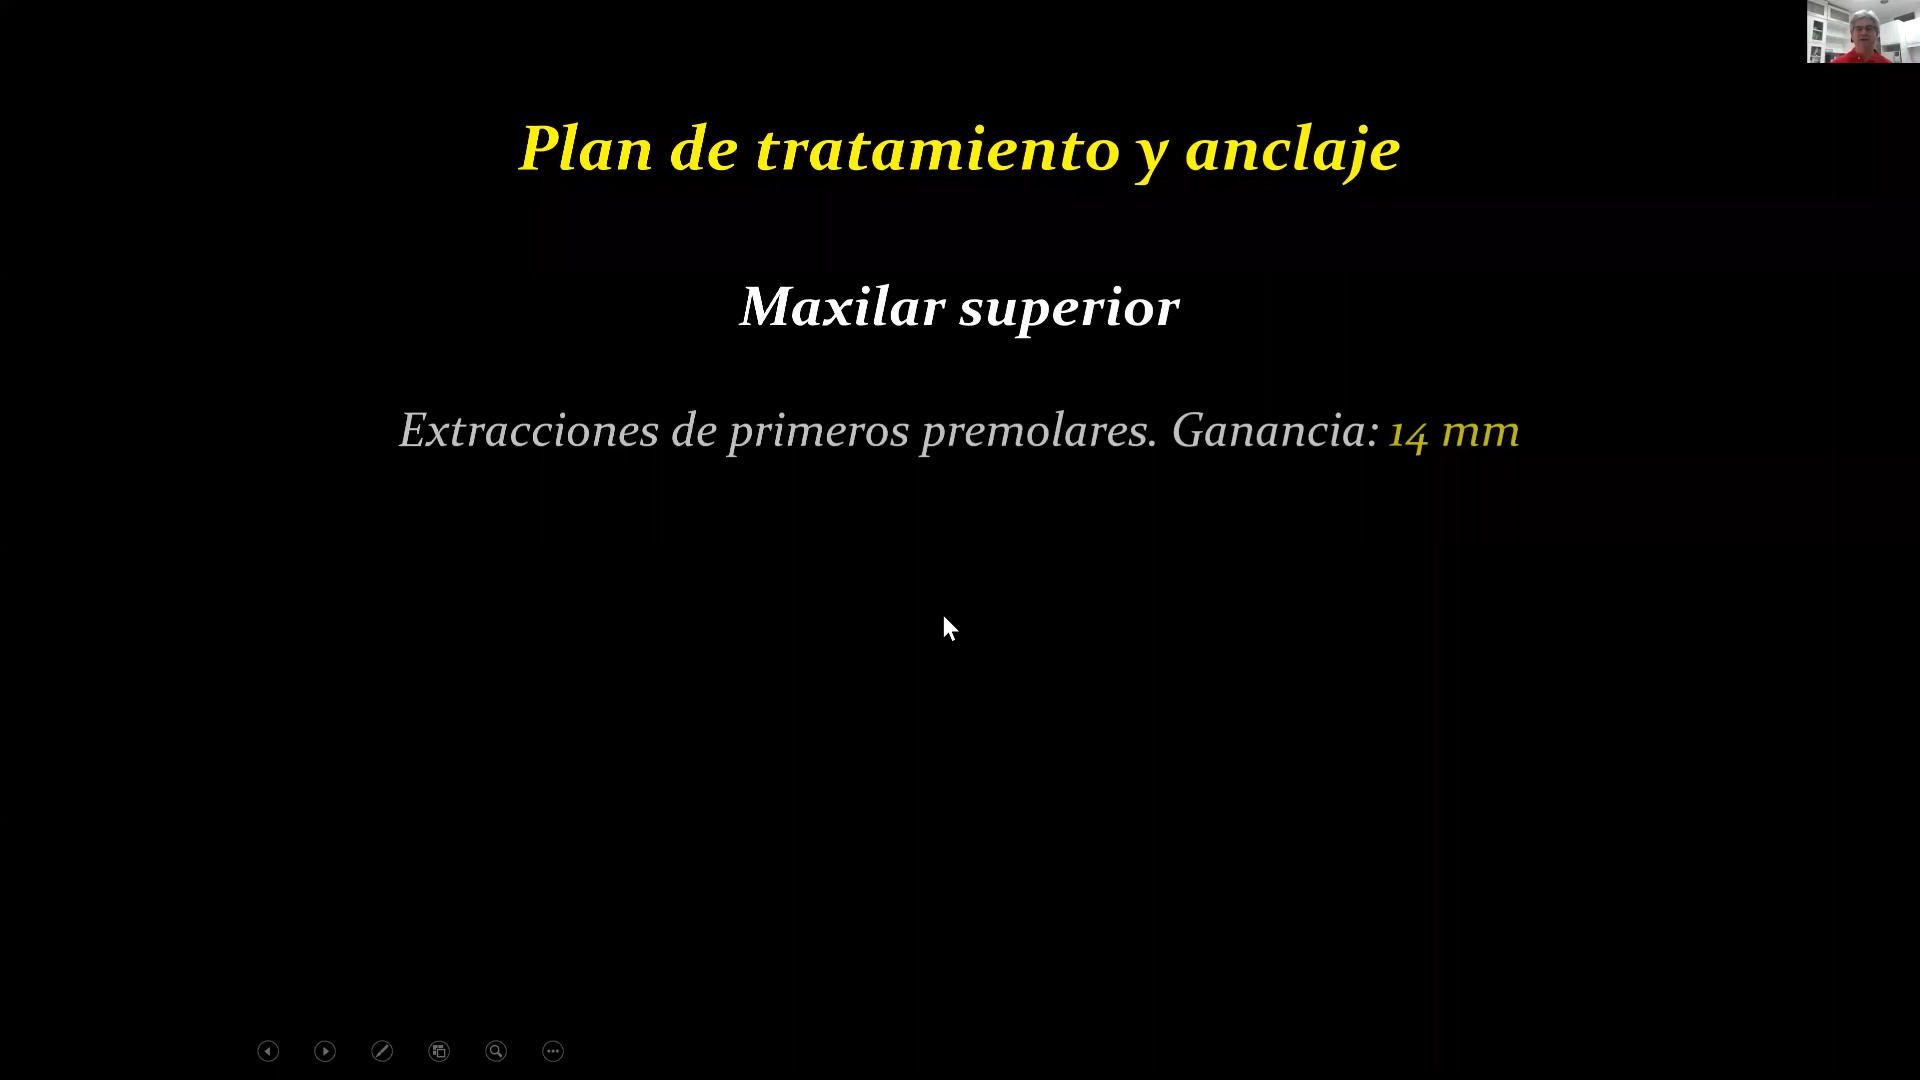 Plan de tratamiento y anclaje
Maxilar superior
Extracciones de primeros premolares. Ganancia: 14 mm